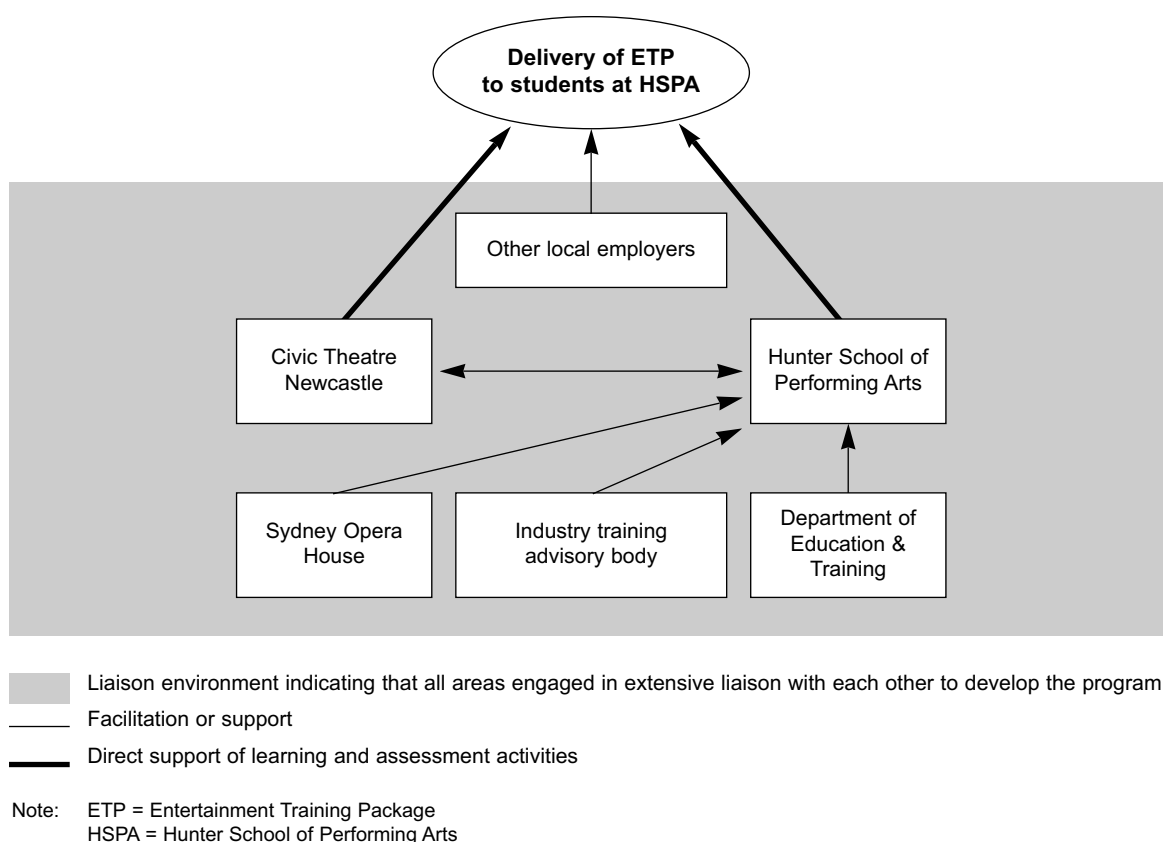 Delivery of ETP
to students at HSPA
Other local employers
Civic Theatre
Newcastle
Hunter School of
Performing Arts
Sydney Opera
House
Industry training
advisory body
Department of
Education &
Training
Liaison environment indicating that all areas engaged in extensive liaison with each other to develop the program
Facilitation or support
Direct support of learning and assessment activities
Note: ETP = Entertainment Training Package
HSPA = Hunter School of Performing Arts